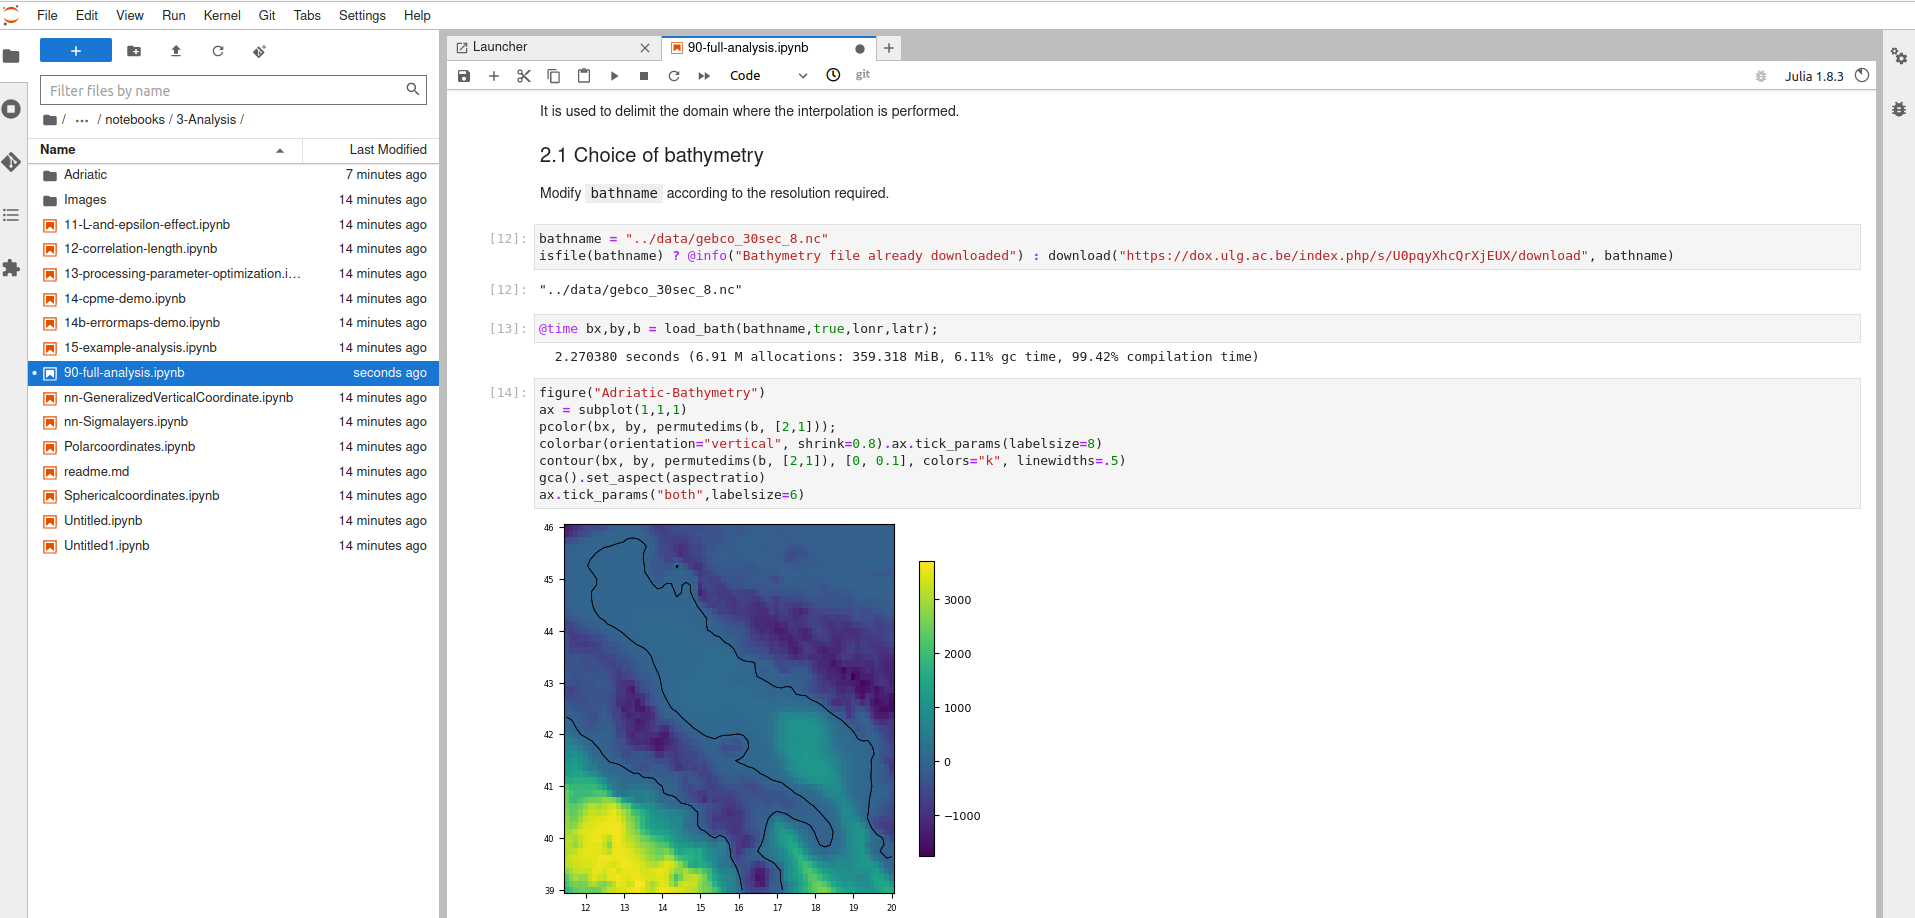 File Edit View Run Kernel Git Tabs Settings Help
Filter files by name
/ ... / notebooks / 3-Analysis /
Name Last Modified
Adriatic 7 minutes ago
Images 14 minutes ago
11-L-and-epsilon-effect.ipynb 14 minutes ago
12-correlation-length.ipynb 14 minutes ago
13-processing-parameter-optimization.i... 14 minutes ago
14-cpme-demo.ipynb 14 minutes ago
14b-errormaps-demo.ipynb 14 minutes ago
15-example-analysis.ipynb 14 minutes ago
90-full-analysis.ipynb seconds ago
nn-GeneralizedVerticalCoordinate.ipynb 14 minutes ago
nn-Sigmalayers.ipynb 14 minutes ago
Polarcoordinates.ipynb 14 minutes ago
readme.md 14 minutes ago
Sphericalcoordinates.ipynb 14 minutes ago
Untitled.ipynb 14 minutes ago
Untitled1.ipynb 14 minutes ago
Launcher 90-full-analysis.ipynb
Code git Julia 1.8.3
It is used to delimit the domain where the interpolation is performed.
2.1 Choice of bathymetry
Modify bathname according to the resolution required.
[12]: bathname = "../data/gebco_30sec_8.nc"
isfile(bathname) ? @info("Bathymetry file already downloaded") : download("https://dox.ulg.ac.be/index.php/s/U0pqyXhcQrXjEUX/download", bathname)
[12]: "../data/gebco_30sec_8.nc"
[13]: @time bx,by,b = load_bath(bathname,true,lonr,latr);
2.270380 seconds (6.91 M allocations: 359.318 MiB, 6.11% gc time, 99.42% compilation time)
[14]: figure("Adriatic-Bathymetry")
ax = subplot(1,1,1)
pcolor(bx, by, permutedims(b, [2,1]));
colorbar(orientation="vertical", shrink=0.8).ax.tick_params(labelsize=8)
contour(bx, by, permutedims(b, [2,1]), [0, 0.1], colors="k", linewidths=.5)
gca().set_aspect(aspectratio)
ax.tick_params("both",labelsize=6)
46
45
44
43
42
41
40
39
12 13 14 15 16 17 18 19 20
3000
2000
1000
0
−1000